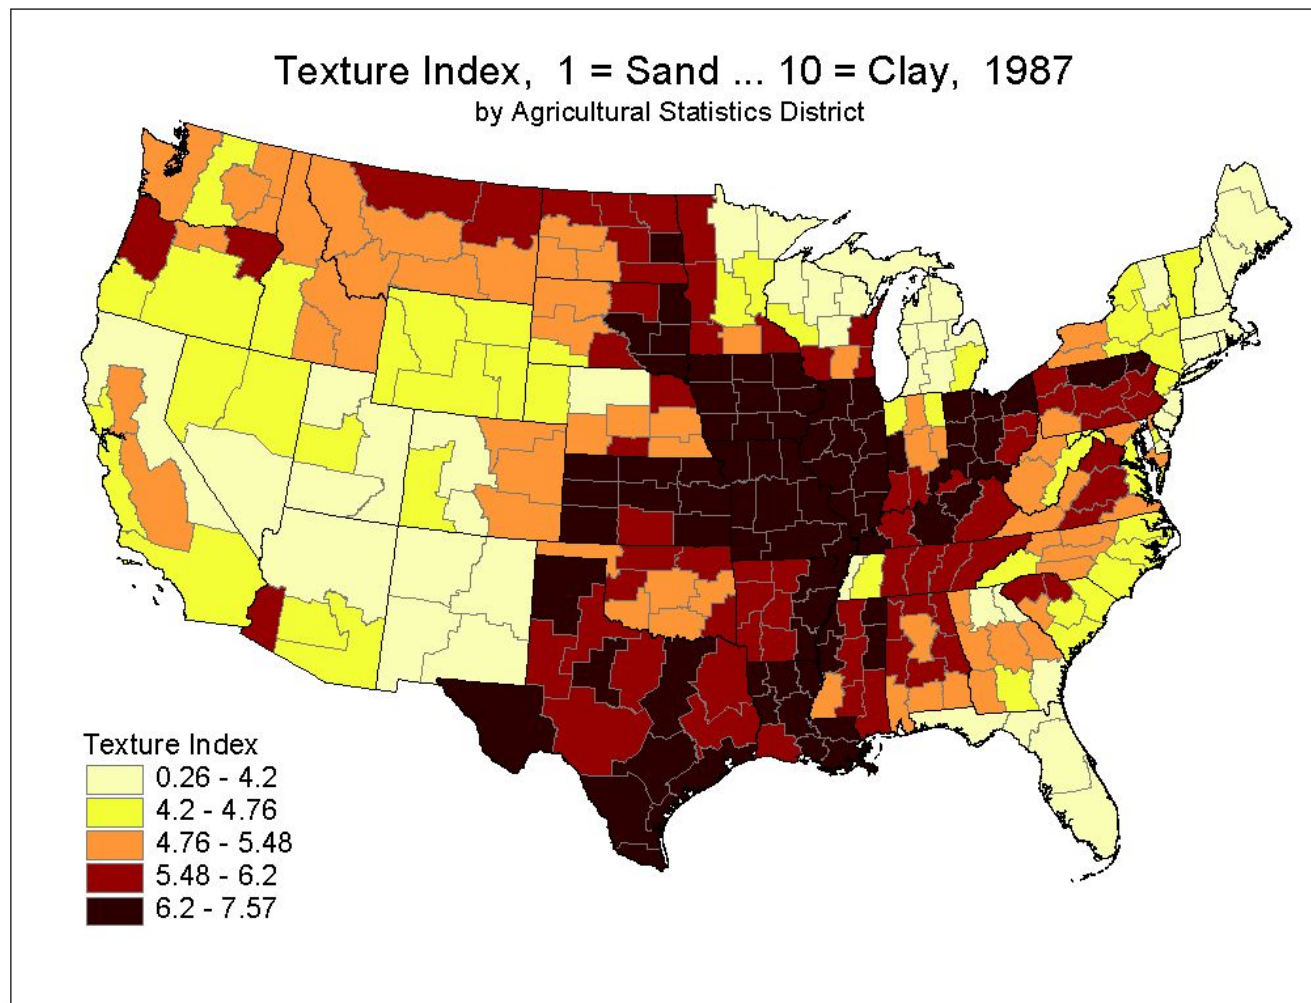 Texture Index, 1 = Sand ... 10 = Clay, 1987
by Agricultural Statistics District
Texture Index
0.26 - 4.2
4.2 - 4.76
4.76 - 5.48
5.48 - 6.2
6.2 - 7.57